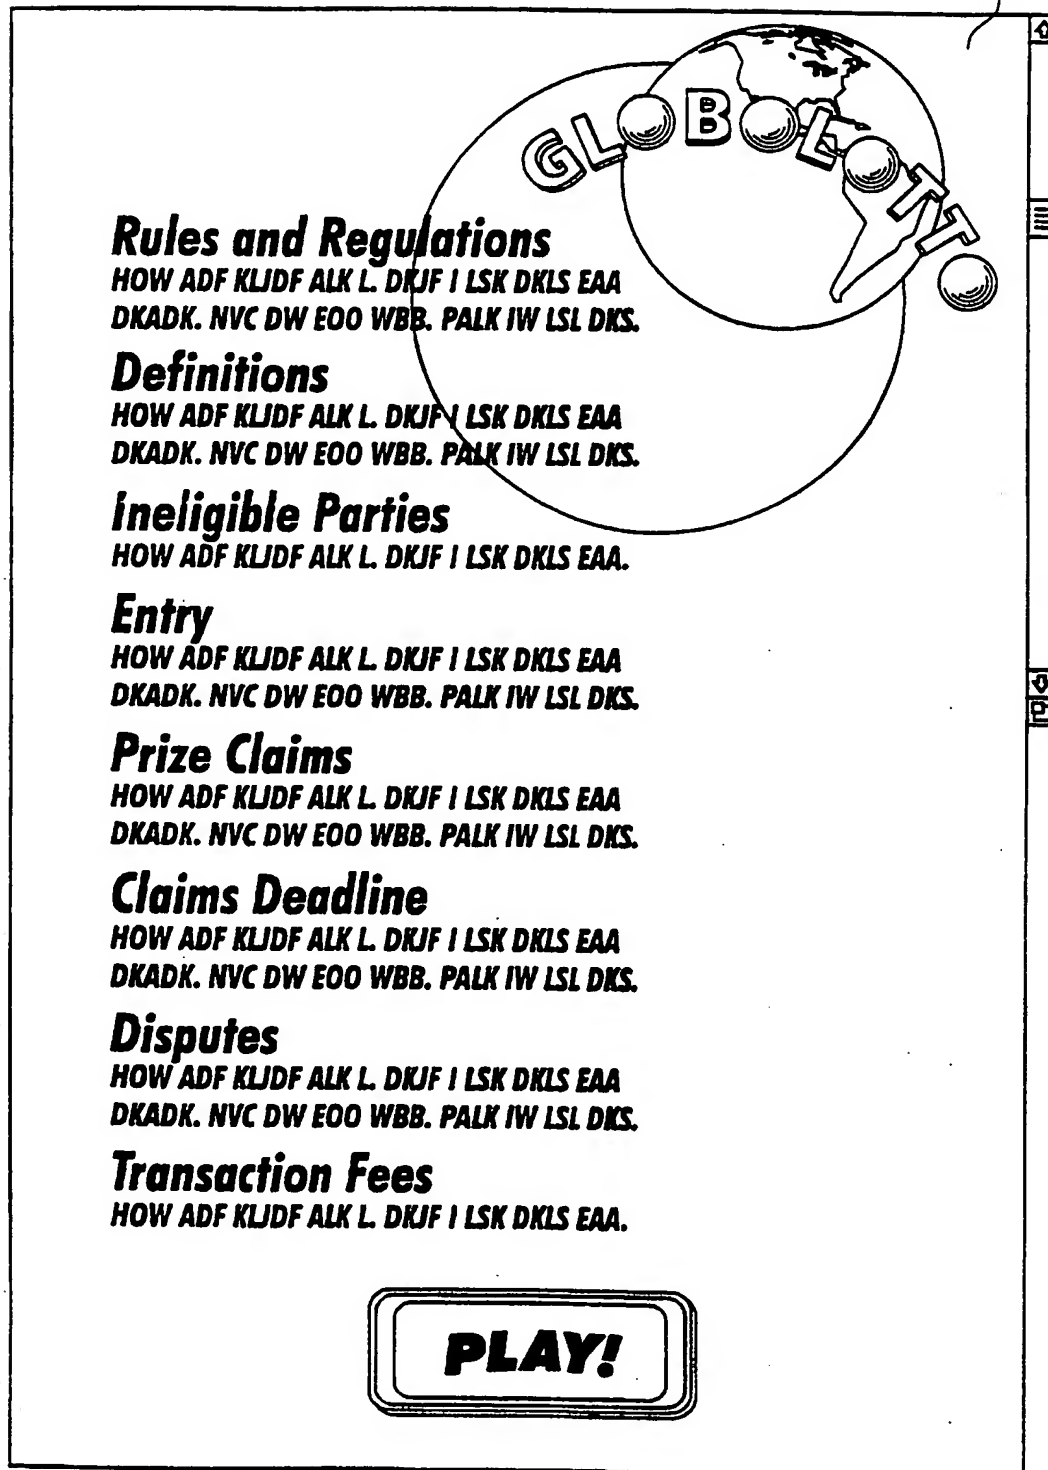 GLOBOLOTTO
Rules and Regulations
HOW ADF KLJDF ALK L. DKJF I LSK DKLS EAA
DKADK. NVC DW EOO WBB. PALK IW LSL DKS.
Definitions
HOW ADF KLJDF ALK L. DKJF I LSK DKLS EAA
DKADK. NVC DW EOO WBB. PALK IW LSL DKS.
Ineligible Parties
HOW ADF KLJDF ALK L. DKJF I LSK DKLS EAA.
Entry
HOW ADF KLJDF ALK L. DKJF I LSK DKLS EAA
DKADK. NVC DW EOO WBB. PALK IW LSL DKS.
Prize Claims
HOW ADF KLJDF ALK L. DKJF I LSK DKLS EAA
DKADK. NVC DW EOO WBB. PALK IW LSL DKS.
Claims Deadline
HOW ADF KLJDF ALK L. DKJF I LSK DKLS EAA
DKADK. NVC DW EOO WBB. PALK IW LSL DKS.
Disputes
HOW ADF KLJDF ALK L. DKJF I LSK DKLS EAA
DKADK. NVC DW EOO WBB. PALK IW LSL DKS.
Transaction Fees
HOW ADF KLJDF ALK L. DKJF I LSK DKLS EAA.
PLAY!